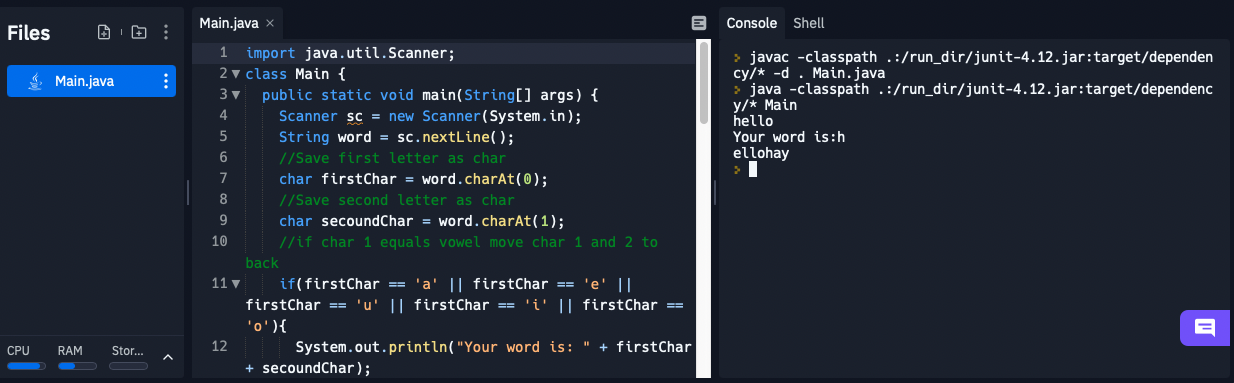 Files
Main.java
CPU
RAM
Stor...
Main.java ×
1 import java.util.Scanner;
2 class Main {
3 public static void main(String[] args) {
4 Scanner sc = new Scanner(System.in);
5 String word = sc.nextLine();
6 //Save first letter as char
7 char firstChar = word.charAt(0);
8 //Save second letter as char
9 char secoundChar = word.charAt(1);
10 //if char 1 equals vowel move char 1 and 2 to
back
11 if(firstChar == 'a' || firstChar == 'e' ||
firstChar == 'u' || firstChar == 'i' || firstChar ==
'o'){
12 System.out.println("Your word is: " + firstChar
+ secoundChar);
Console Shell
> javac -classpath .:/run_dir/junit-4.12.jar:target/dependen
cy/* -d . Main.java
> java -classpath .:/run_dir/junit-4.12.jar:target/dependenc
y/* Main
hello
Your word is:h
ellohay
>